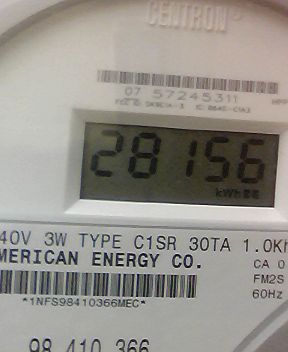 CENTRON
07 57245311
28156
kWh
40V 3W TYPE C1SR 30TA 1.0Kh
MERICAN ENERGY CO.
CA 0
FM2S
60Hz
*1NFS98410366MEC*
98 410 366